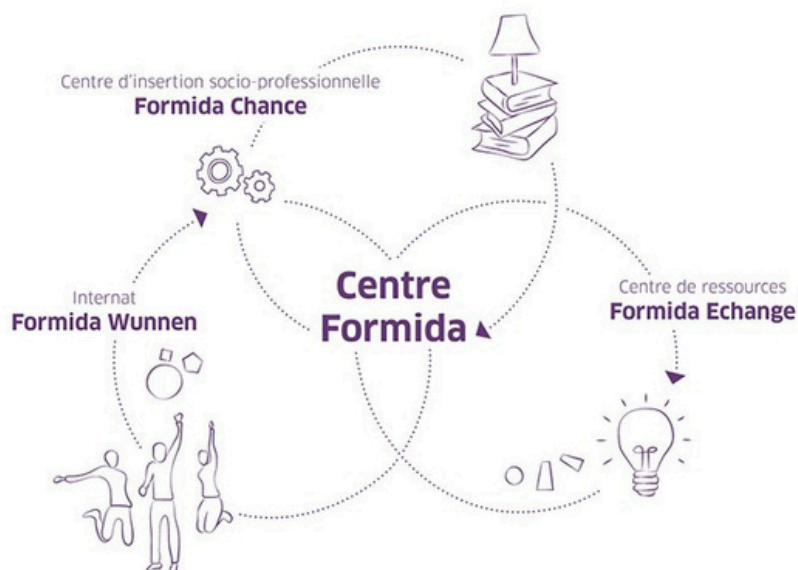 Centre d'insertion socio-professionnelle
Formida Chance
Centre
Formida
Internat
Formida Wunnen
Centre de ressources
Formida Echange